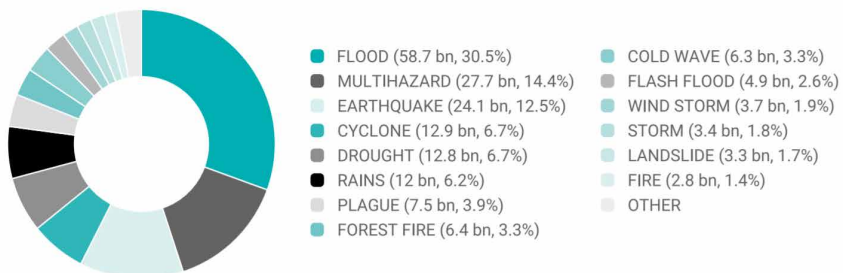 FLOOD (58.7 bn, 30.5%)
MULTIHAZARD (27.7 bn, 14.4%)
EARTHQUAKE (24.1 bn, 12.5%)
CYCLONE (12.9 bn, 6.7%)
DROUGHT (12.8 bn, 6.7%)
RAINS (12 bn, 6.2%)
PLAGUE (7.5 bn, 3.9%)
FOREST FIRE (6.4 bn, 3.3%)
COLD WAVE (6.3 bn, 3.3%)
FLASH FLOOD (4.9 bn, 2.6%)
WIND STORM (3.7 bn, 1.9%)
STORM (3.4 bn, 1.8%)
LANDSLIDE (3.3 bn, 1.7%)
FIRE (2.8 bn, 1.4%)
OTHER